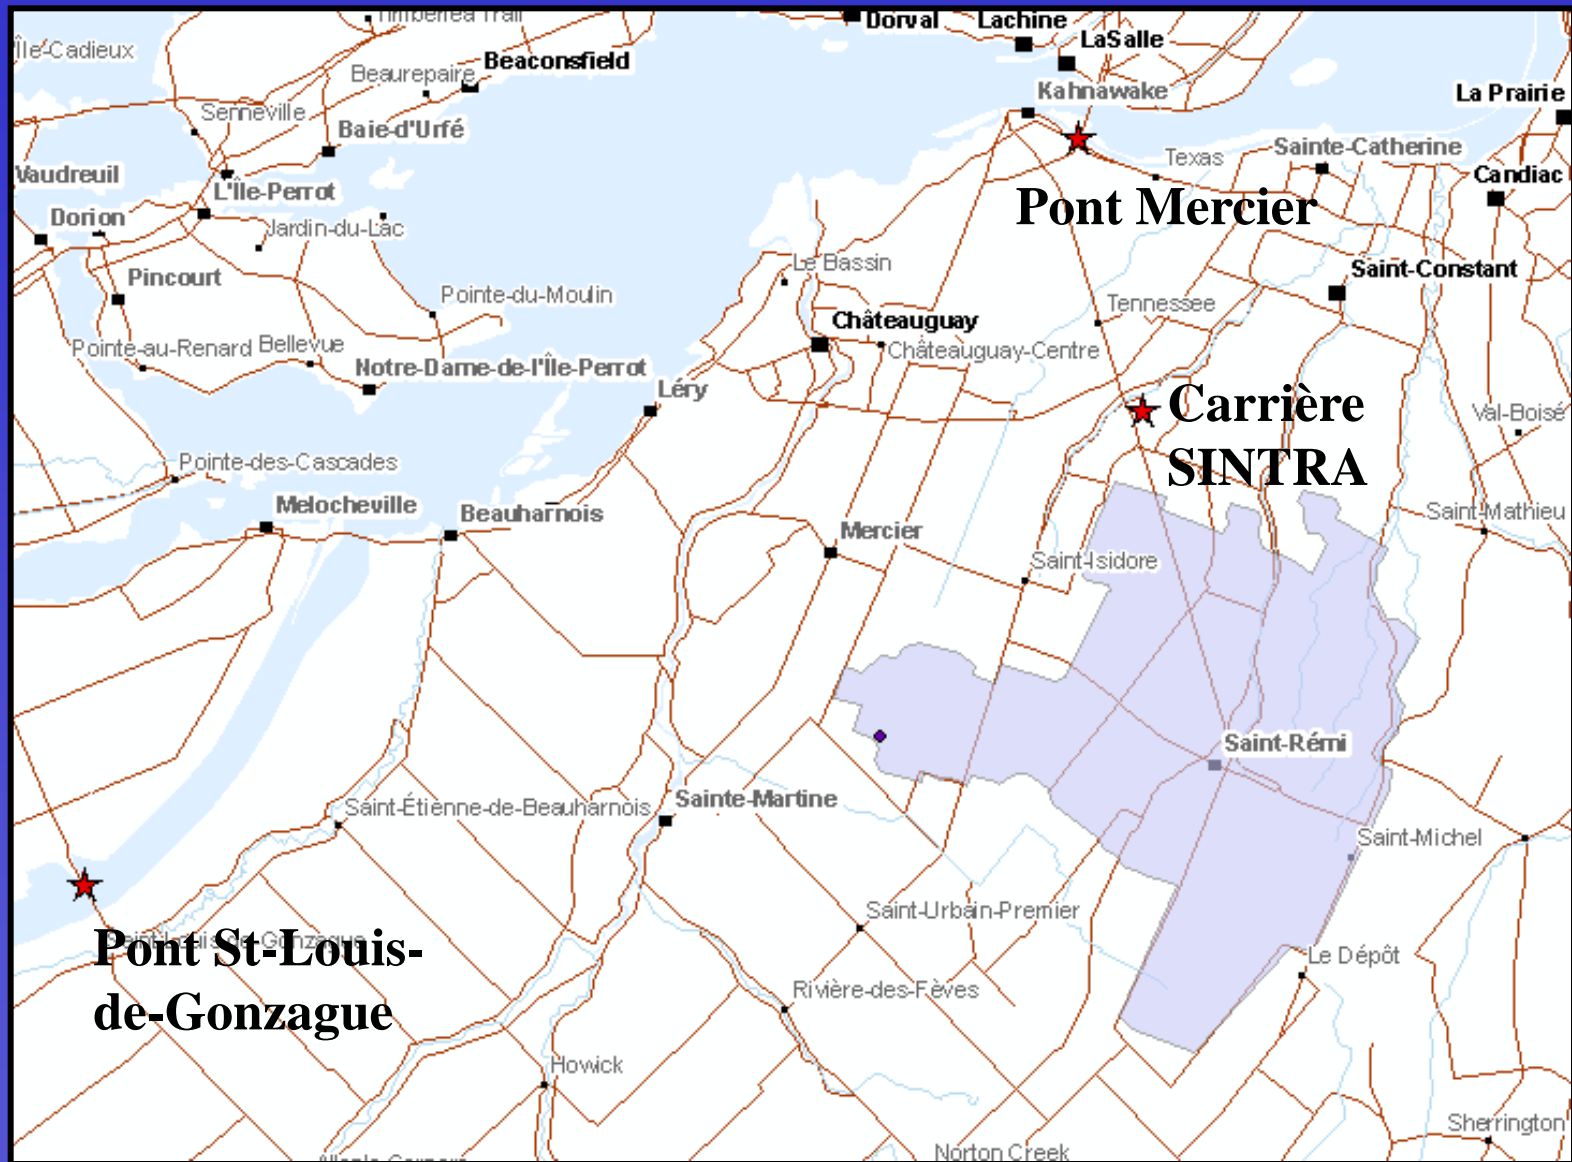 Timberlea Trail
Dorval
Lachine
Île-Cadieux
LaSalle
Beaconsfield
Beaurepaire
Kahnawake
La Prairie
Senneville
Baie-d'Urfé
Sainte-Catherine
Texas
Vaudreuil
Candiac
L'Île-Perrot
Pont Mercier
Dorion
Jardin-du-Lac
Le Bassin
Saint-Constant
Pincourt
Pointe-du-Moulin
Tennessee
Châteauguay
Pointe-au-Renard
Bellevue
Châteauguay-Centre
Notre-Dame-de-l'Île-Perrot
Léry
Carrière
SINTRA
Val-Boisé
Pointe-des-Cascades
Melocheville
Beauharnois
Saint-Mathieu
Mercier
Saint-Isidore
Saint-Rémi
Saint-Étienne-de-Beauharnois
Sainte-Martine
Saint-Michel
Saint-Urbain-Premier
Saint-Louis-de-Gonzague
Pont St-Louis-
de-Gonzague
Le Dépôt
Rivière-des-Fèves
Howick
Sherrington
Norton Creek